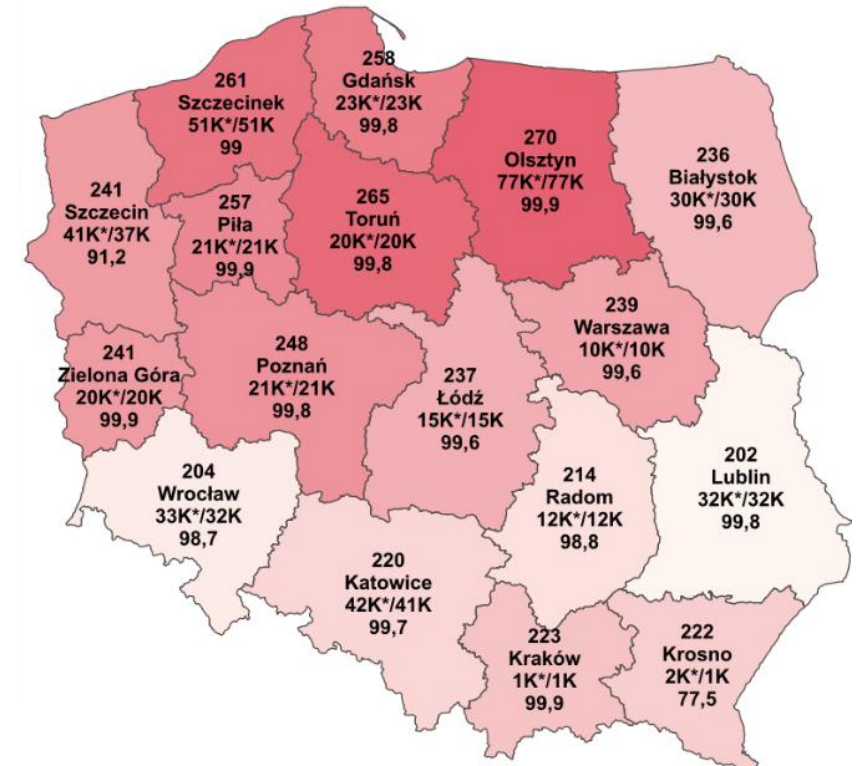 258
Gdańsk
23K*/23K
99,8
261
Szczecinek
51K*/51K
99
270
Olsztyn
77K*/77K
99,9
236
Białystok
30K*/30K
99,6
241
Szczecin
41K*/37K
91,2
257
Piła
21K*/21K
99,9
265
Toruń
20K*/20K
99,8
239
Warszawa
10K*/10K
99,6
241
Zielona Góra
20K*/20K
99,9
248
Poznań
21K*/21K
99,8
237
Łódź
15K*/15K
99,6
204
Wrocław
33K*/32K
98,7
214
Radom
12K*/12K
98,8
202
Lublin
32K*/32K
99,8
220
Katowice
42K*/41K
99,7
223
Kraków
1K*/1K
99,9
222
Krosno
2K*/1K
77,5